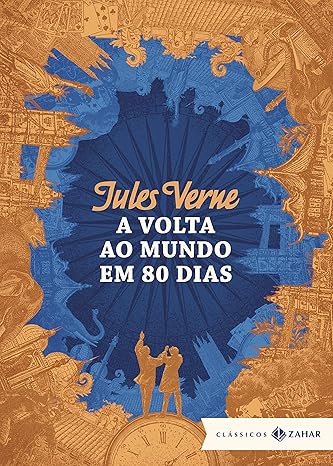 Jules Verne
A VOLTA
AO MUNDO
EM 80 DIAS
CLÁSSICOS ZAHAR